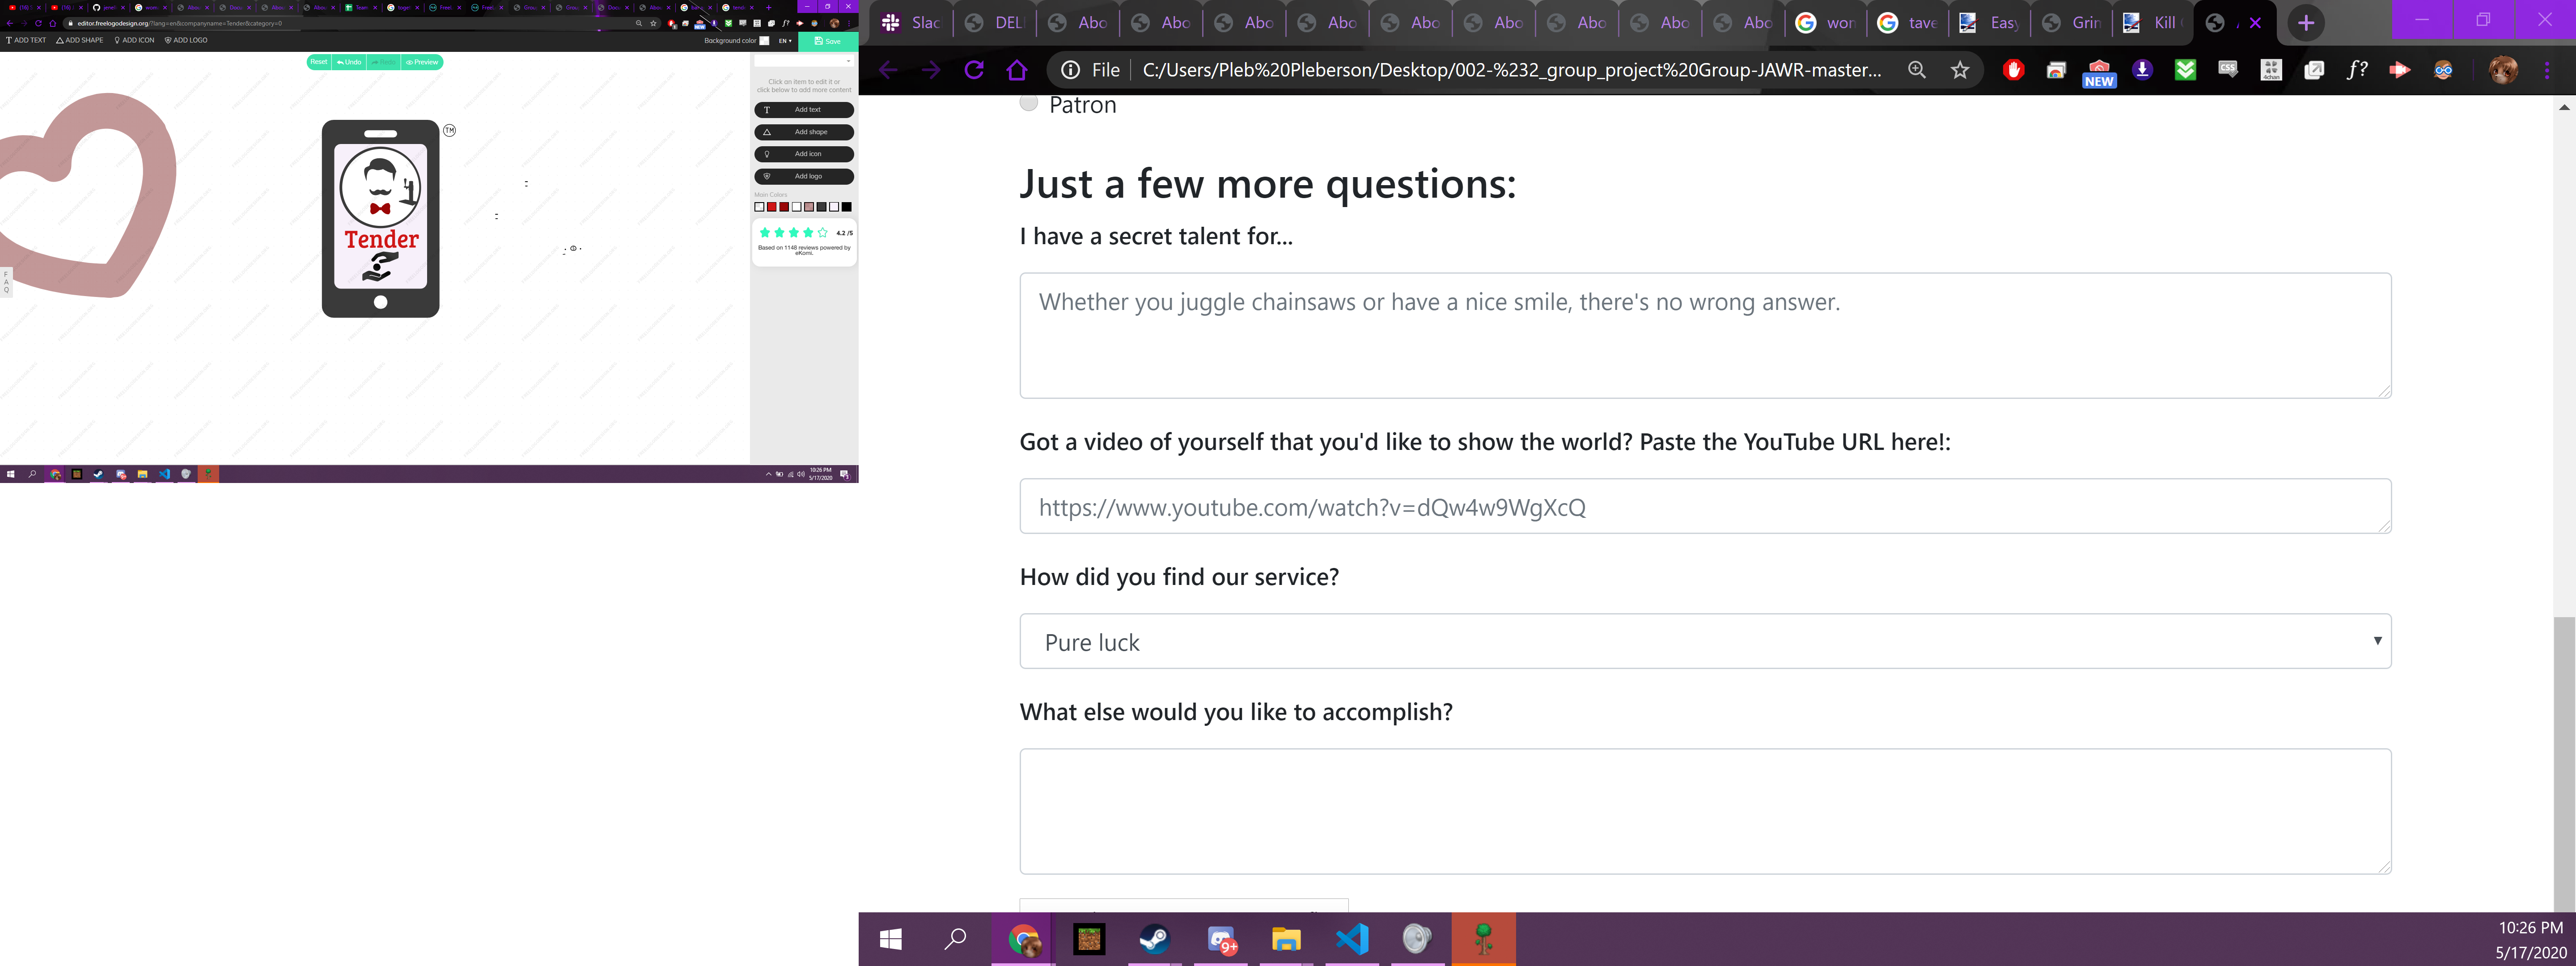 editor.freelogodesign.org/?lang=en&companyname=Tender&category=0
ADD TEXT
ADD SHAPE
ADD ICON
ADD LOGO
Background color
EN
Save
Reset
Undo
Redo
Preview
Click an item to edit it or
click below to add more content
Add text
Add shape
Add icon
Add logo
Main Colors
4.2 /5
Based on 1148 reviews powered by
eKomi.
TM
Tender
F
A
Q
10:26 PM
5/17/2020
Slac
DEL
Abo
Abo
Abo
Abo
Abo
Abo
Abo
Abo
Abo
won
tave
Easy
Grin
Kill
File
C:/Users/Pleb%20Pleberson/Desktop/002-%232_group_project%20Group-JAWR-master...
NEW
Patron
Just a few more questions:
I have a secret talent for...
Whether you juggle chainsaws or have a nice smile, there's no wrong answer.
Got a video of yourself that you'd like to show the world? Paste the YouTube URL here!:
https://www.youtube.com/watch?v=dQw4w9WgXcQ
How did you find our service?
Pure luck
What else would you like to accomplish?
9+
10:26 PM
5/17/2020